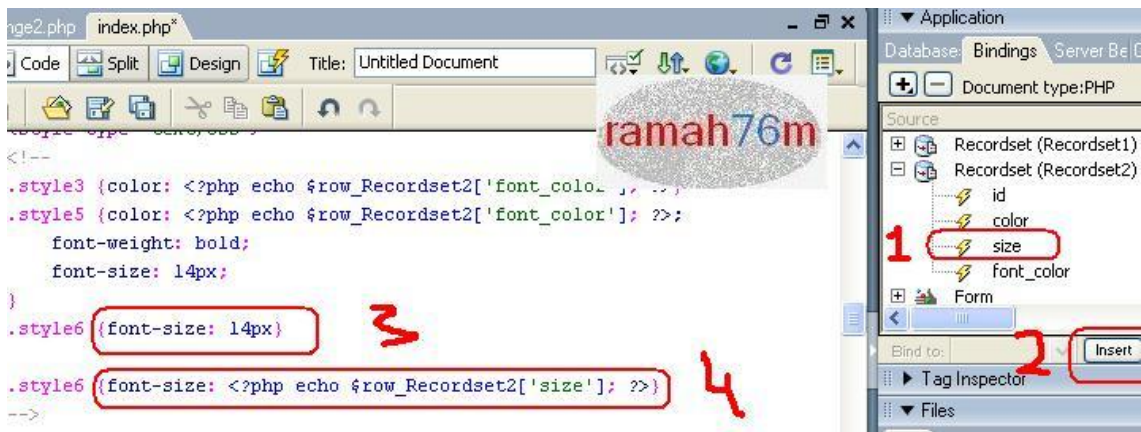 nge2.php index.php*
Code Split Design Title: Untitled Document
ramah76m
<!--
.style3 {color: <?php echo $row_Recordset2['font_color']; ?>}
.style5 {color: <?php echo $row_Recordset2['font_color']; ?>;
font-weight: bold;
font-size: 14px;
}
.style6 {font-size: 14px}
3
.style6 {font-size: <?php echo $row_Recordset2['size']; ?>}
4
-->
Application
Database Bindings Server Be
Document type:PHP
Source
Recordset (Recordset1)
Recordset (Recordset2)
id
color
1 size
font_color
Form
Bind to: 2 Insert
Tag Inspector
Files